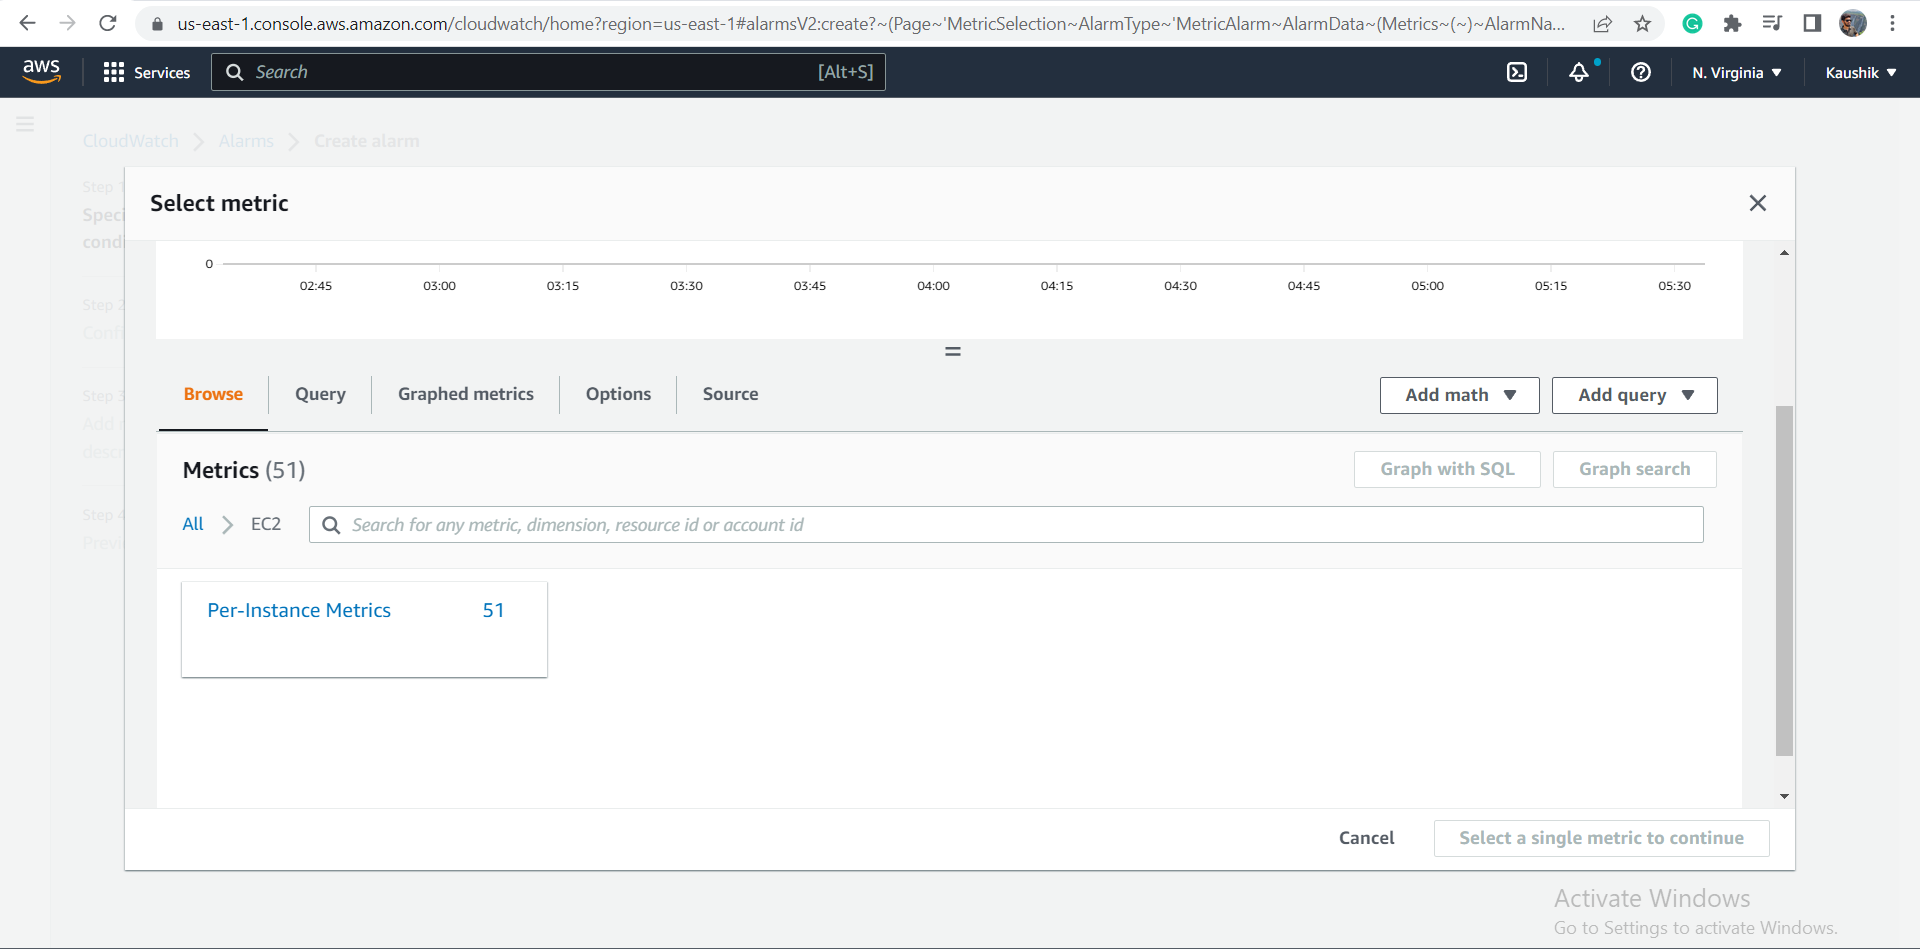 us-east-1.console.aws.amazon.com/cloudwatch/home?region=us-east-1#alarmsV2:create?~(Page~'MetricSelection~AlarmType~'MetricAlarm~AlarmData~(Metrics~(~)~AlarmNa...
aws Services Search [Alt+S] N. Virginia Kaushik
CloudWatch Alarms Create alarm
Step 1
Speci
condi
Step 2
Confi
Step 3
Add
descr
Step 4
Previ
Select metric
0
02:45 03:00 03:15 03:30 03:45 04:00 04:15 04:30 04:45 05:00 05:15 05:30
Browse Query Graphed metrics Options Source Add math Add query
Metrics (51) Graph with SQL Graph search
All EC2 Search for any metric, dimension, resource id or account id
Per-Instance Metrics 51
Cancel Select a single metric to continue
Activate Windows
Go to Settings to activate Windows.